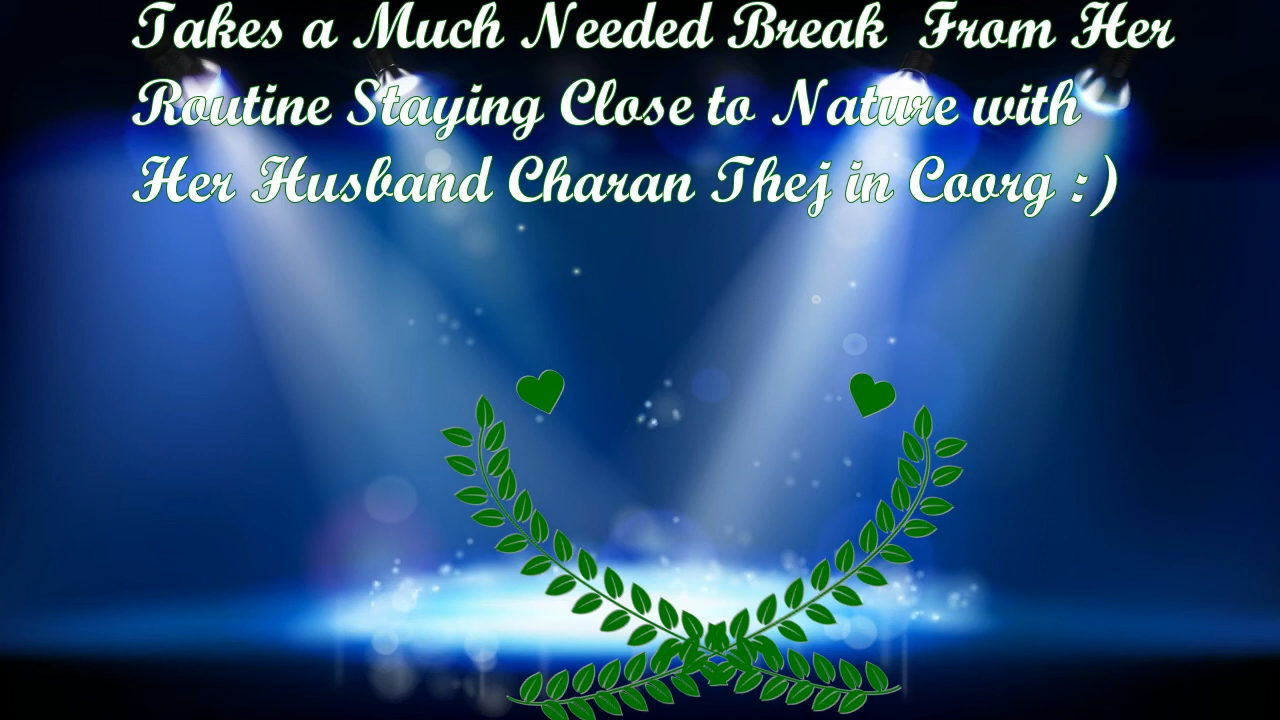 Takes a Much Needed Break From Her
Routine Staying Close to Nature with
Her Husband Charan Thej in Coorg :)